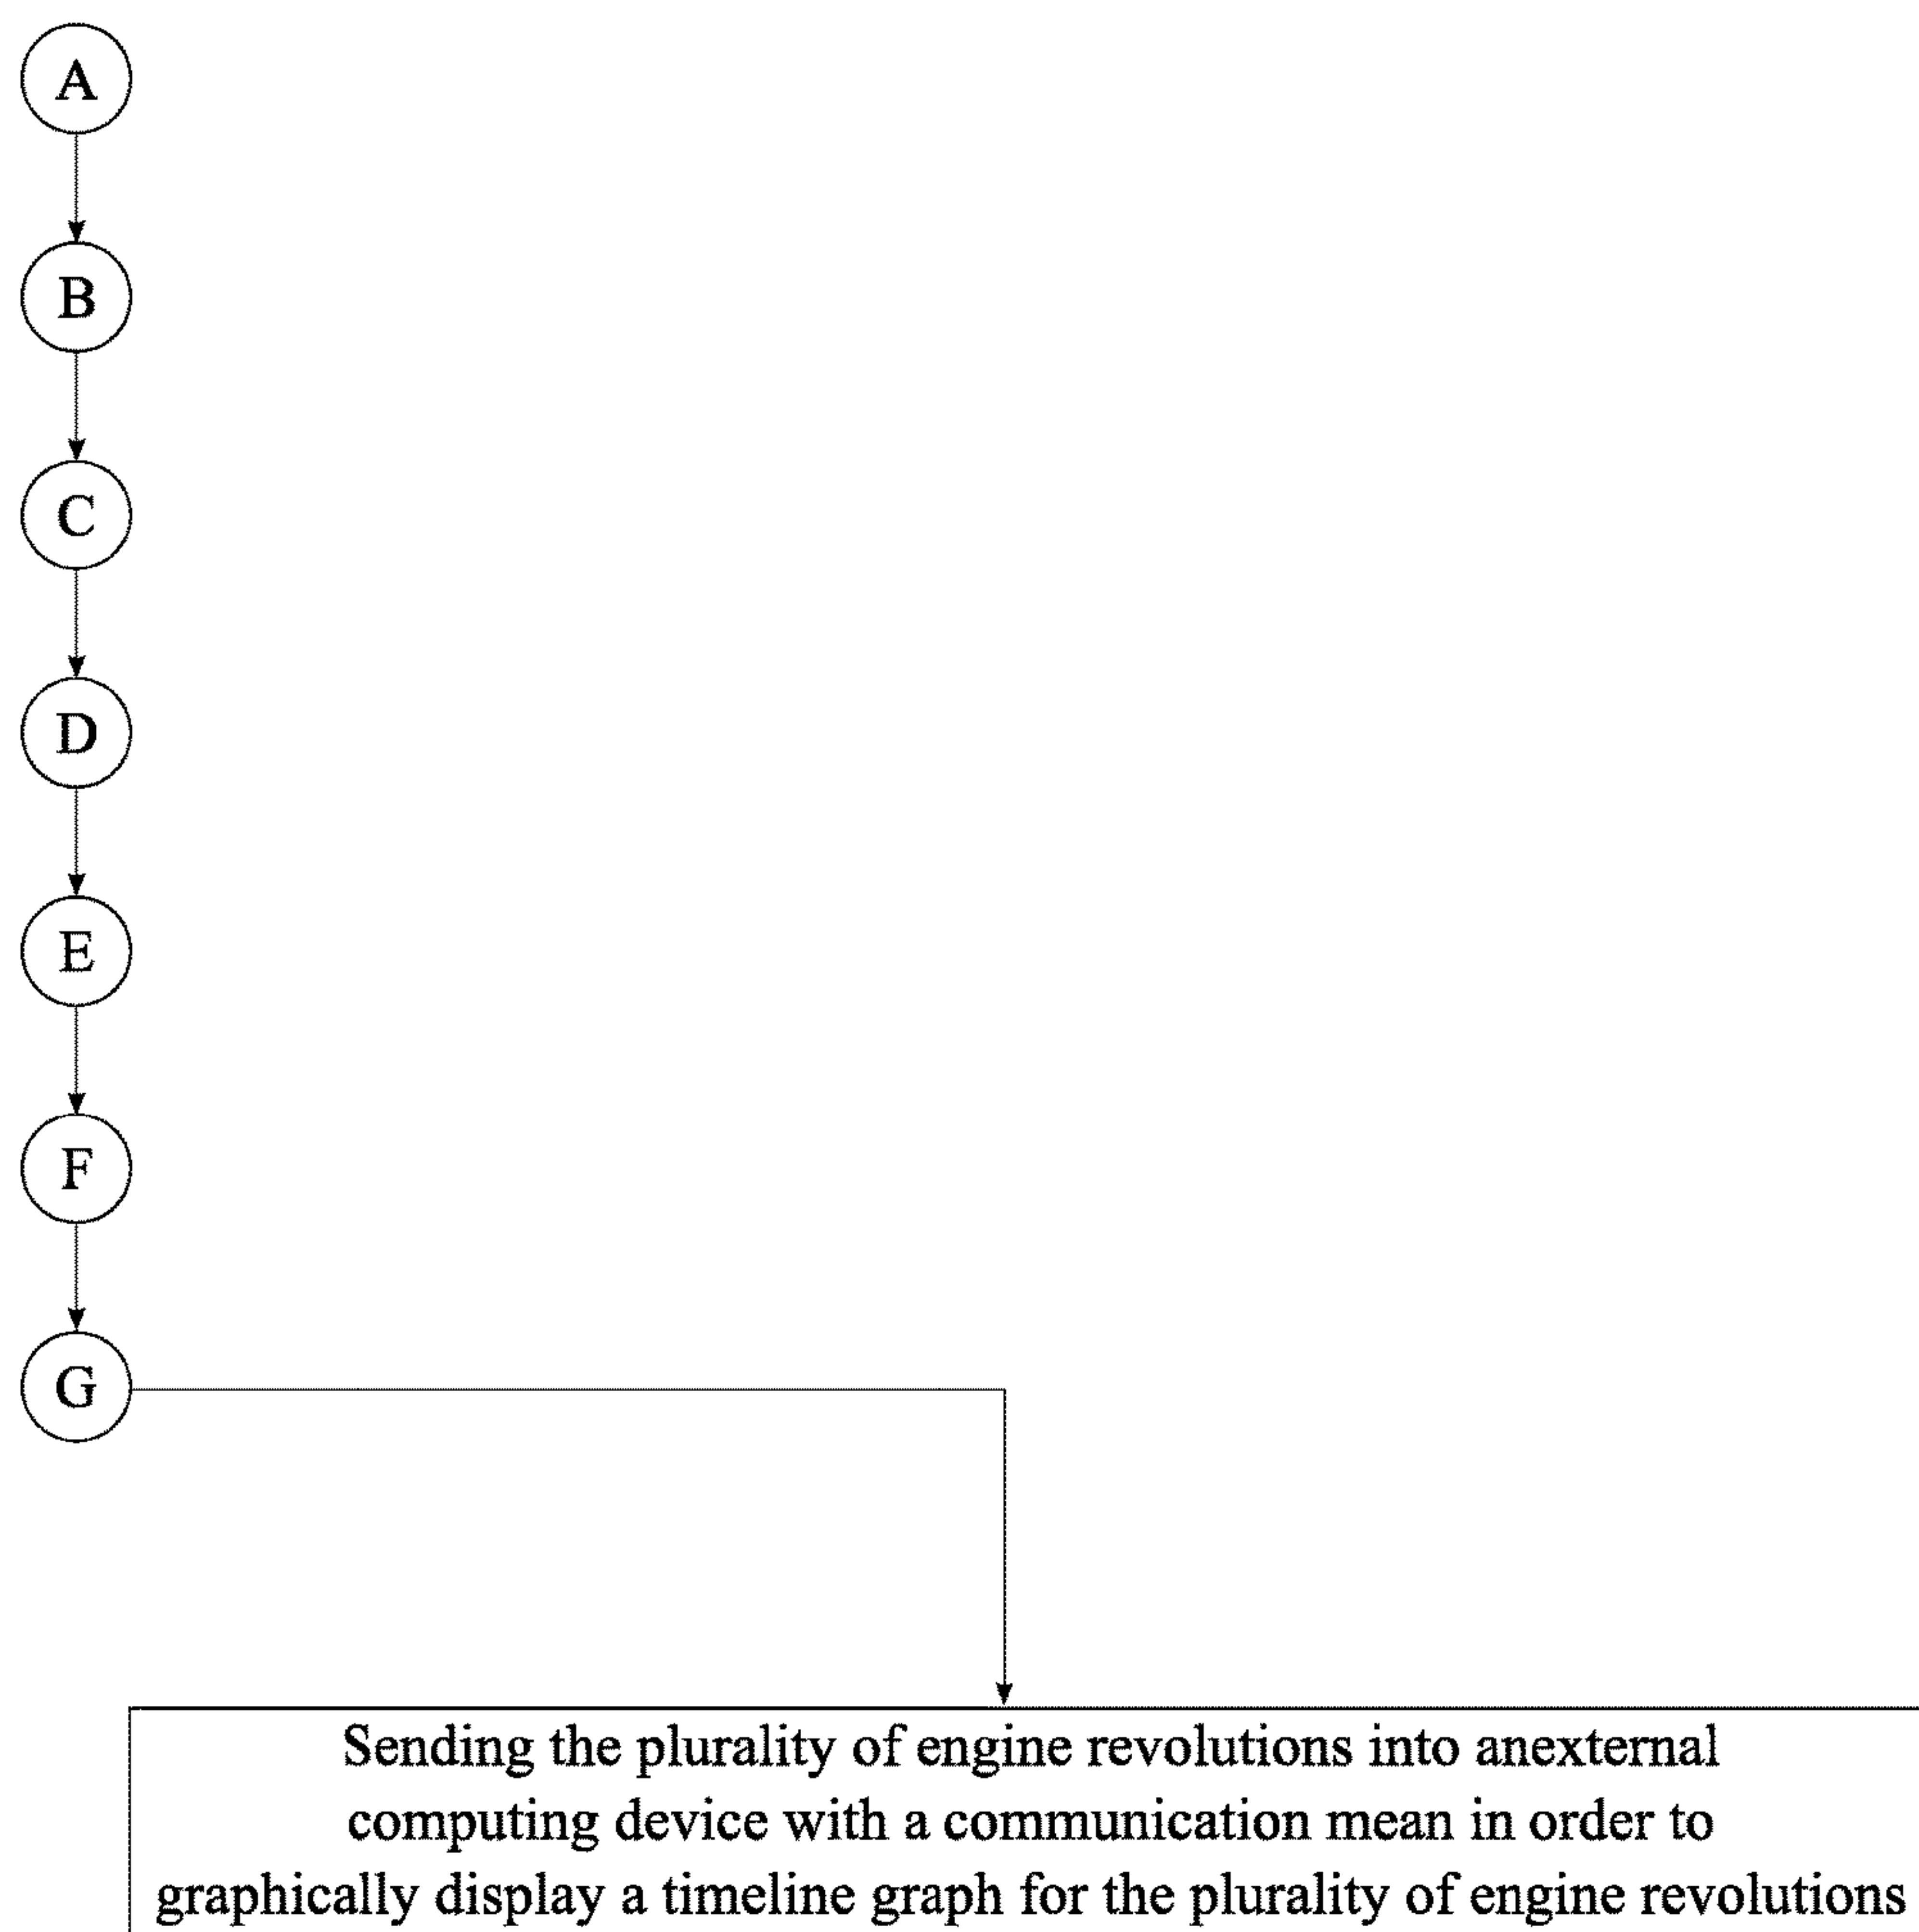 A
B
C
D
E
F
G
Sending the plurality of engine revolutions into anexternal
computing device with a communication mean in order to
graphically display a timeline graph for the plurality of engine revolutions